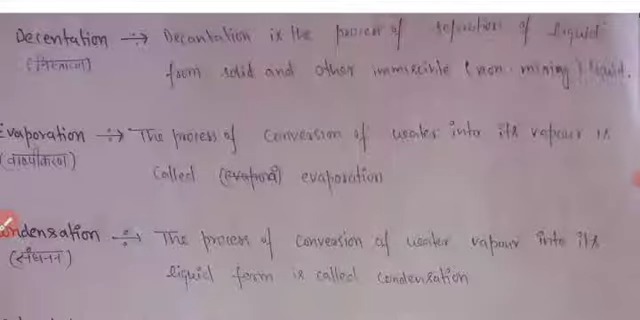 Decentation → Decantation is the process of separation of liquid
(निस्तारण) from solid and other immiscible (non-mixing) liquid.
Evaporation → The process of conversion of water into its vapour is
(वाष्पीकरण) called evaporation
ondensation → The process of conversion of water vapour into its
(संघनन) liquid form is called condensation